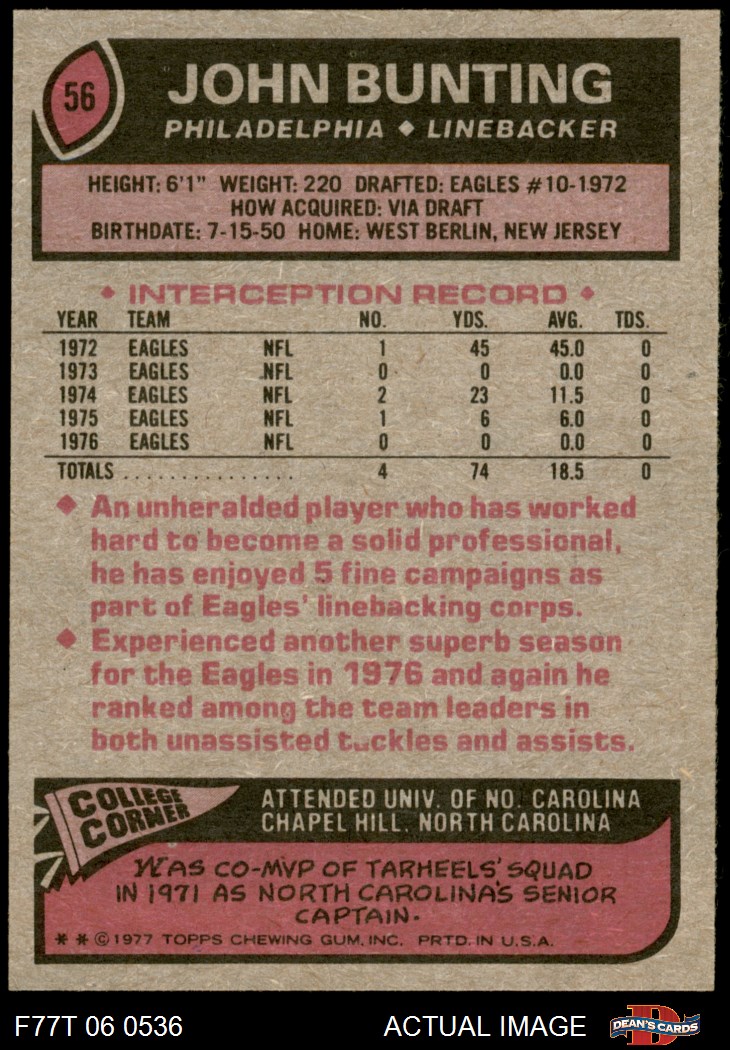 56
JOHN BUNTING
PHILADELPHIA ◆ LINEBACKER
HEIGHT: 6'1" WEIGHT: 220 DRAFTED: EAGLES #10-1972
HOW ACQUIRED: VIA DRAFT
BIRTHDATE: 7-15-50 HOME: WEST BERLIN, NEW JERSEY
◆ INTERCEPTION RECORD ◆
YEAR TEAM NO. YDS. AVG. TDS.
1972 EAGLES NFL 1 45 45.0 0
1973 EAGLES NFL 0 0 0.0 0
1974 EAGLES NFL 2 23 11.5 0
1975 EAGLES NFL 1 6 6.0 0
1976 EAGLES NFL 0 0 0.0 0
TOTALS ............... 4 74 18.5 0
◆ An unheralded player who has worked
hard to become a solid professional,
he has enjoyed 5 fine campaigns as
part of Eagles' linebacking corps.
◆ Experienced another superb season
for the Eagles in 1976 and again he
ranked among the team leaders in
both unassisted tackles and assists.
COLLEGE
CORNER
ATTENDED UNIV. OF NO. CAROLINA
CHAPEL HILL, NORTH CAROLINA
WAS CO-MVP OF TARHEELS' SQUAD
IN 1971 AS NORTH CAROLINA'S SENIOR
CAPTAIN.
* * © 1977 TOPPS CHEWING GUM, INC. PRTD. IN U.S.A.
F77T 06 0536 ACTUAL IMAGE
D
DEAN'S CARDS